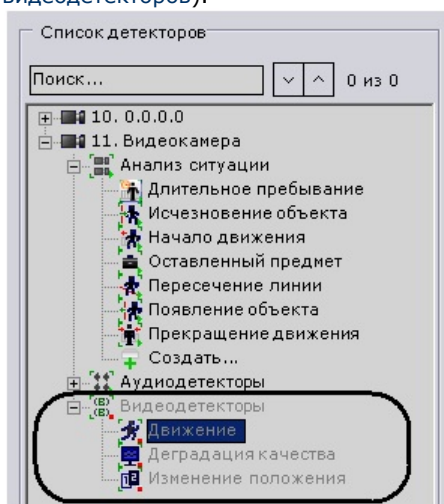 видеодетекторов).
Список детекторов
Поиск... 0 из 0
10. 0.0.0.0
11. Видеокамера
Анализ ситуации
Длительное пребывание
Исчезновение объекта
Начало движения
Оставленный предмет
Пересечение линии
Появление объекта
Прекращение движения
Создать...
Аудиодетекторы
Видеодетекторы
Движение
Деградация качества
Изменение положения